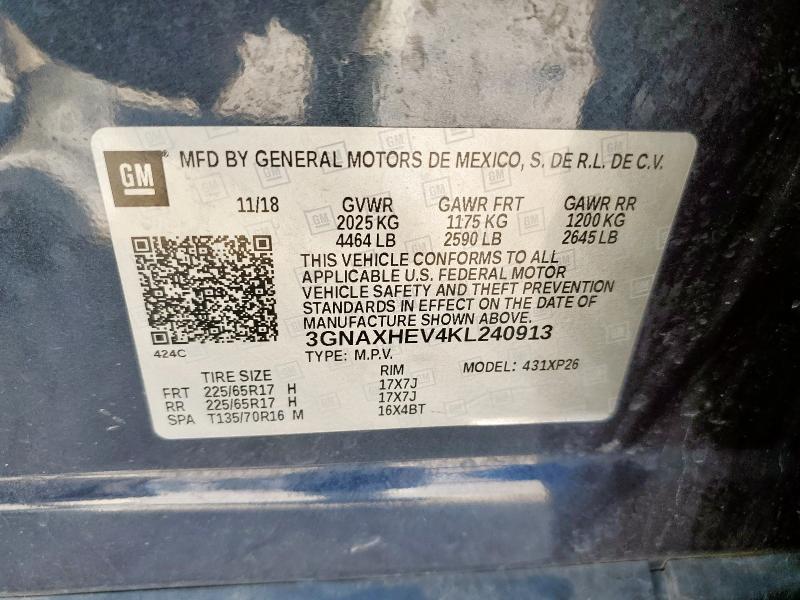 GM
MFD BY GENERAL MOTORS DE MEXICO, S. DE R.L. DE C.V.
11/18 GVWR GAWR FRT GAWR RR
2025 KG 1175 KG 1200 KG
4464 LB 2590 LB 2645 LB
THIS VEHICLE CONFORMS TO ALL
APPLICABLE U.S. FEDERAL MOTOR
VEHICLE SAFETY AND THEFT PREVENTION
STANDARDS IN EFFECT ON THE DATE OF
MANUFACTURE SHOWN ABOVE.
3GNAXHEV4KL240913
424C
TYPE: M.P.V. MODEL: 431XP26
TIRE SIZE RIM
FRT 225/65R17 H 17X7J
RR 225/65R17 H 17X7J
SPA T135/70R16 M 16X4BT